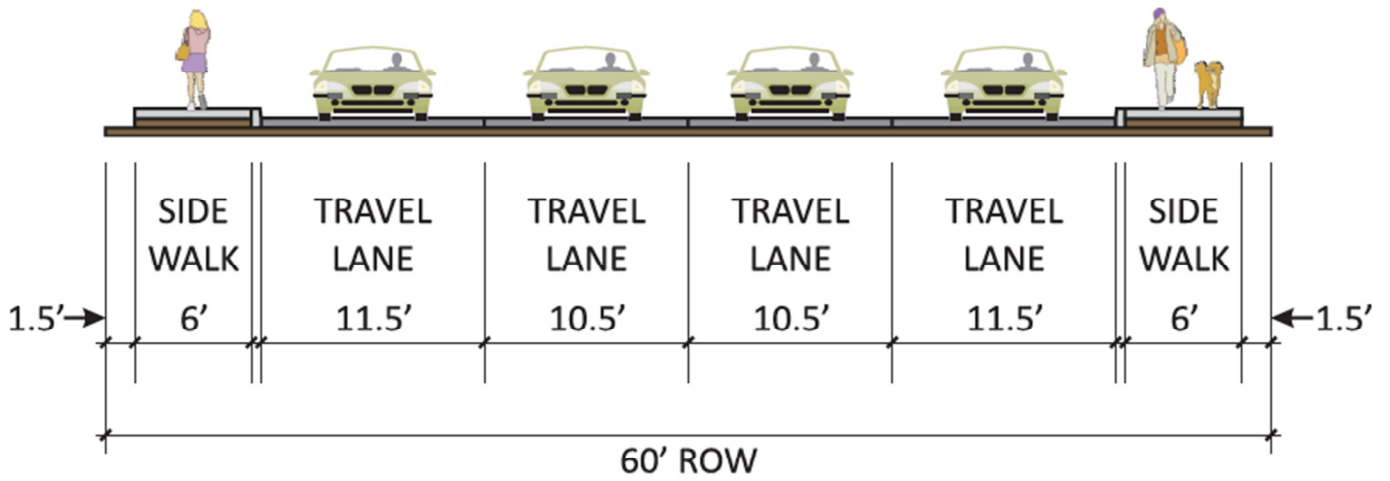 SIDE
WALK
6’
TRAVEL
LANE
11.5’
TRAVEL
LANE
10.5’
TRAVEL
LANE
10.5’
TRAVEL
LANE
11.5’
SIDE
WALK
6’
1.5’
1.5’
60’ ROW